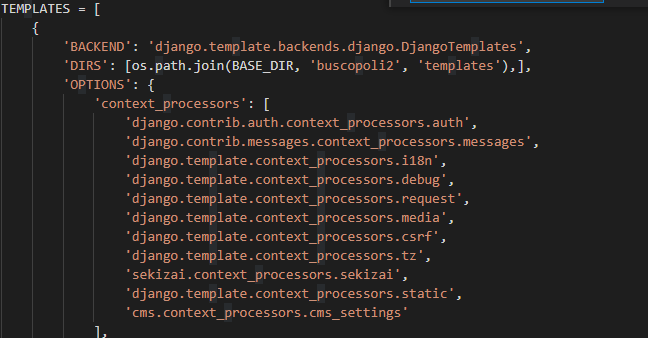 TEMPLATES = [
    {
        'BACKEND': 'django.template.backends.django.DjangoTemplates',
        'DIRS': [os.path.join(BASE_DIR, 'buscopoli2', 'templates'),],
        'OPTIONS': {
            'context_processors': [
                'django.contrib.auth.context_processors.auth',
                'django.contrib.messages.context_processors.messages',
                'django.template.context_processors.i18n',
                'django.template.context_processors.debug',
                'django.template.context_processors.request',
                'django.template.context_processors.media',
                'django.template.context_processors.csrf',
                'django.template.context_processors.tz',
                'sekizai.context_processors.sekizai',
                'django.template.context_processors.static',
                'cms.context_processors.cms_settings'
            ],